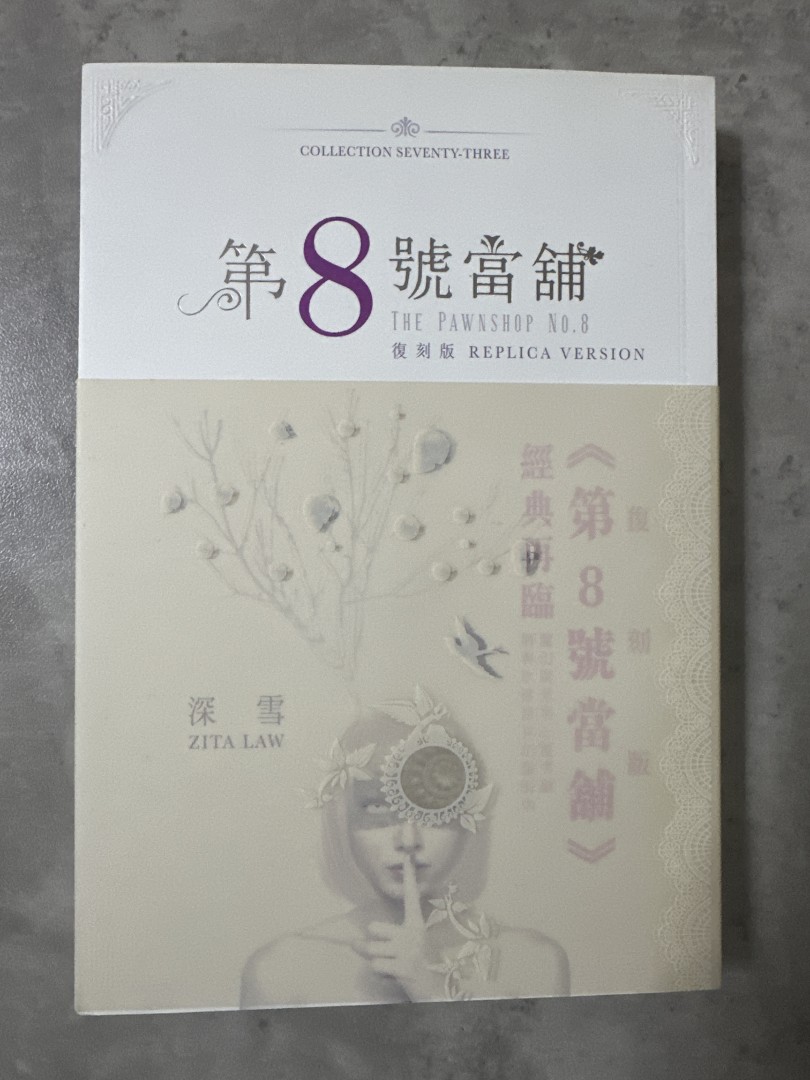 COLLECTION SEVENTY-THREE
第8號當舖
THE PAWNSHOP NO.8
復刻版 REPLICA VERSION
復刻版
《第8號當舖》
經典再臨
深雪
ZITA LAW